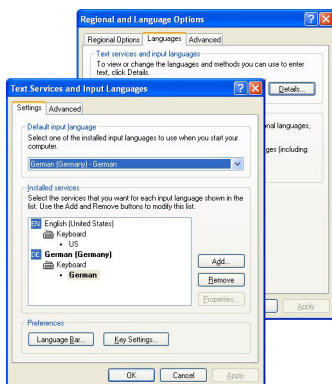 Regional and Language Options
Regional Options Languages Advanced
Text services and input languages
To view or change the languages and methods you can use to enter
text, click Details.
Details...
nal languages,
ges (including
Apply
Text Services and Input Languages
Settings Advanced
Default input language
Select one of the installed input languages to use when you start your
computer.
German (Germany) - German
Installed services
Select the services that you want for each input language shown in the
list. Use the Add and Remove buttons to modify this list.
EN English (United States)
Keyboard
• US
DE German (Germany)
Keyboard
• German
Add...
Remove
Properties...
Preferences
Language Bar... Key Settings...
OK Cancel Apply